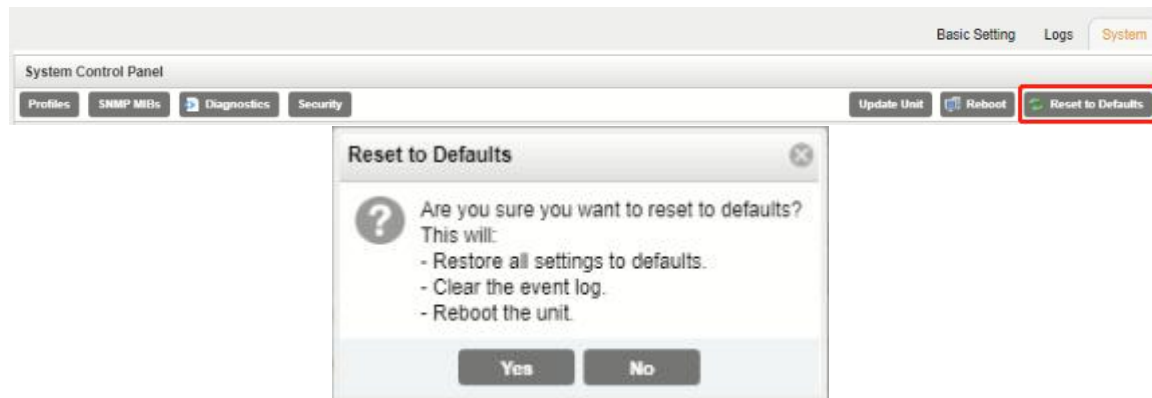 Basic Setting Logs System
System Control Panel
Profiles SNMP MIBs Diagnostics Security Update Unit Reboot Reset to Defaults
Reset to Defaults
Are you sure you want to reset to defaults?
This will:
- Restore all settings to defaults.
- Clear the event log.
- Reboot the unit.
Yes No